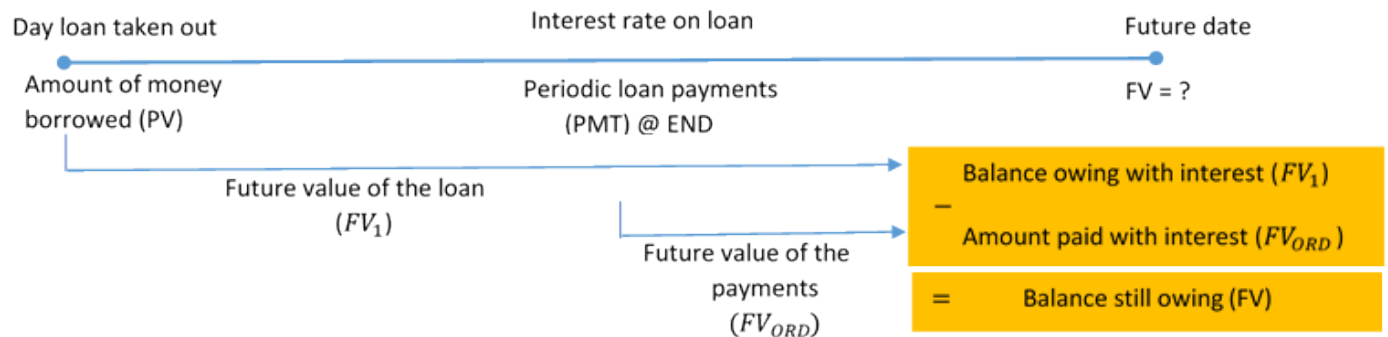 Day loan taken out
Interest rate on loan
Future date
Amount of money
borrowed (PV)
Periodic loan payments
(PMT) @ END
FV = ?
Future value of the loan
(FV₁)
Future value of the
payments
(FV_ORD)
Balance owing with interest (FV₁)
−
Amount paid with interest (FV_ORD)
= Balance still owing (FV)